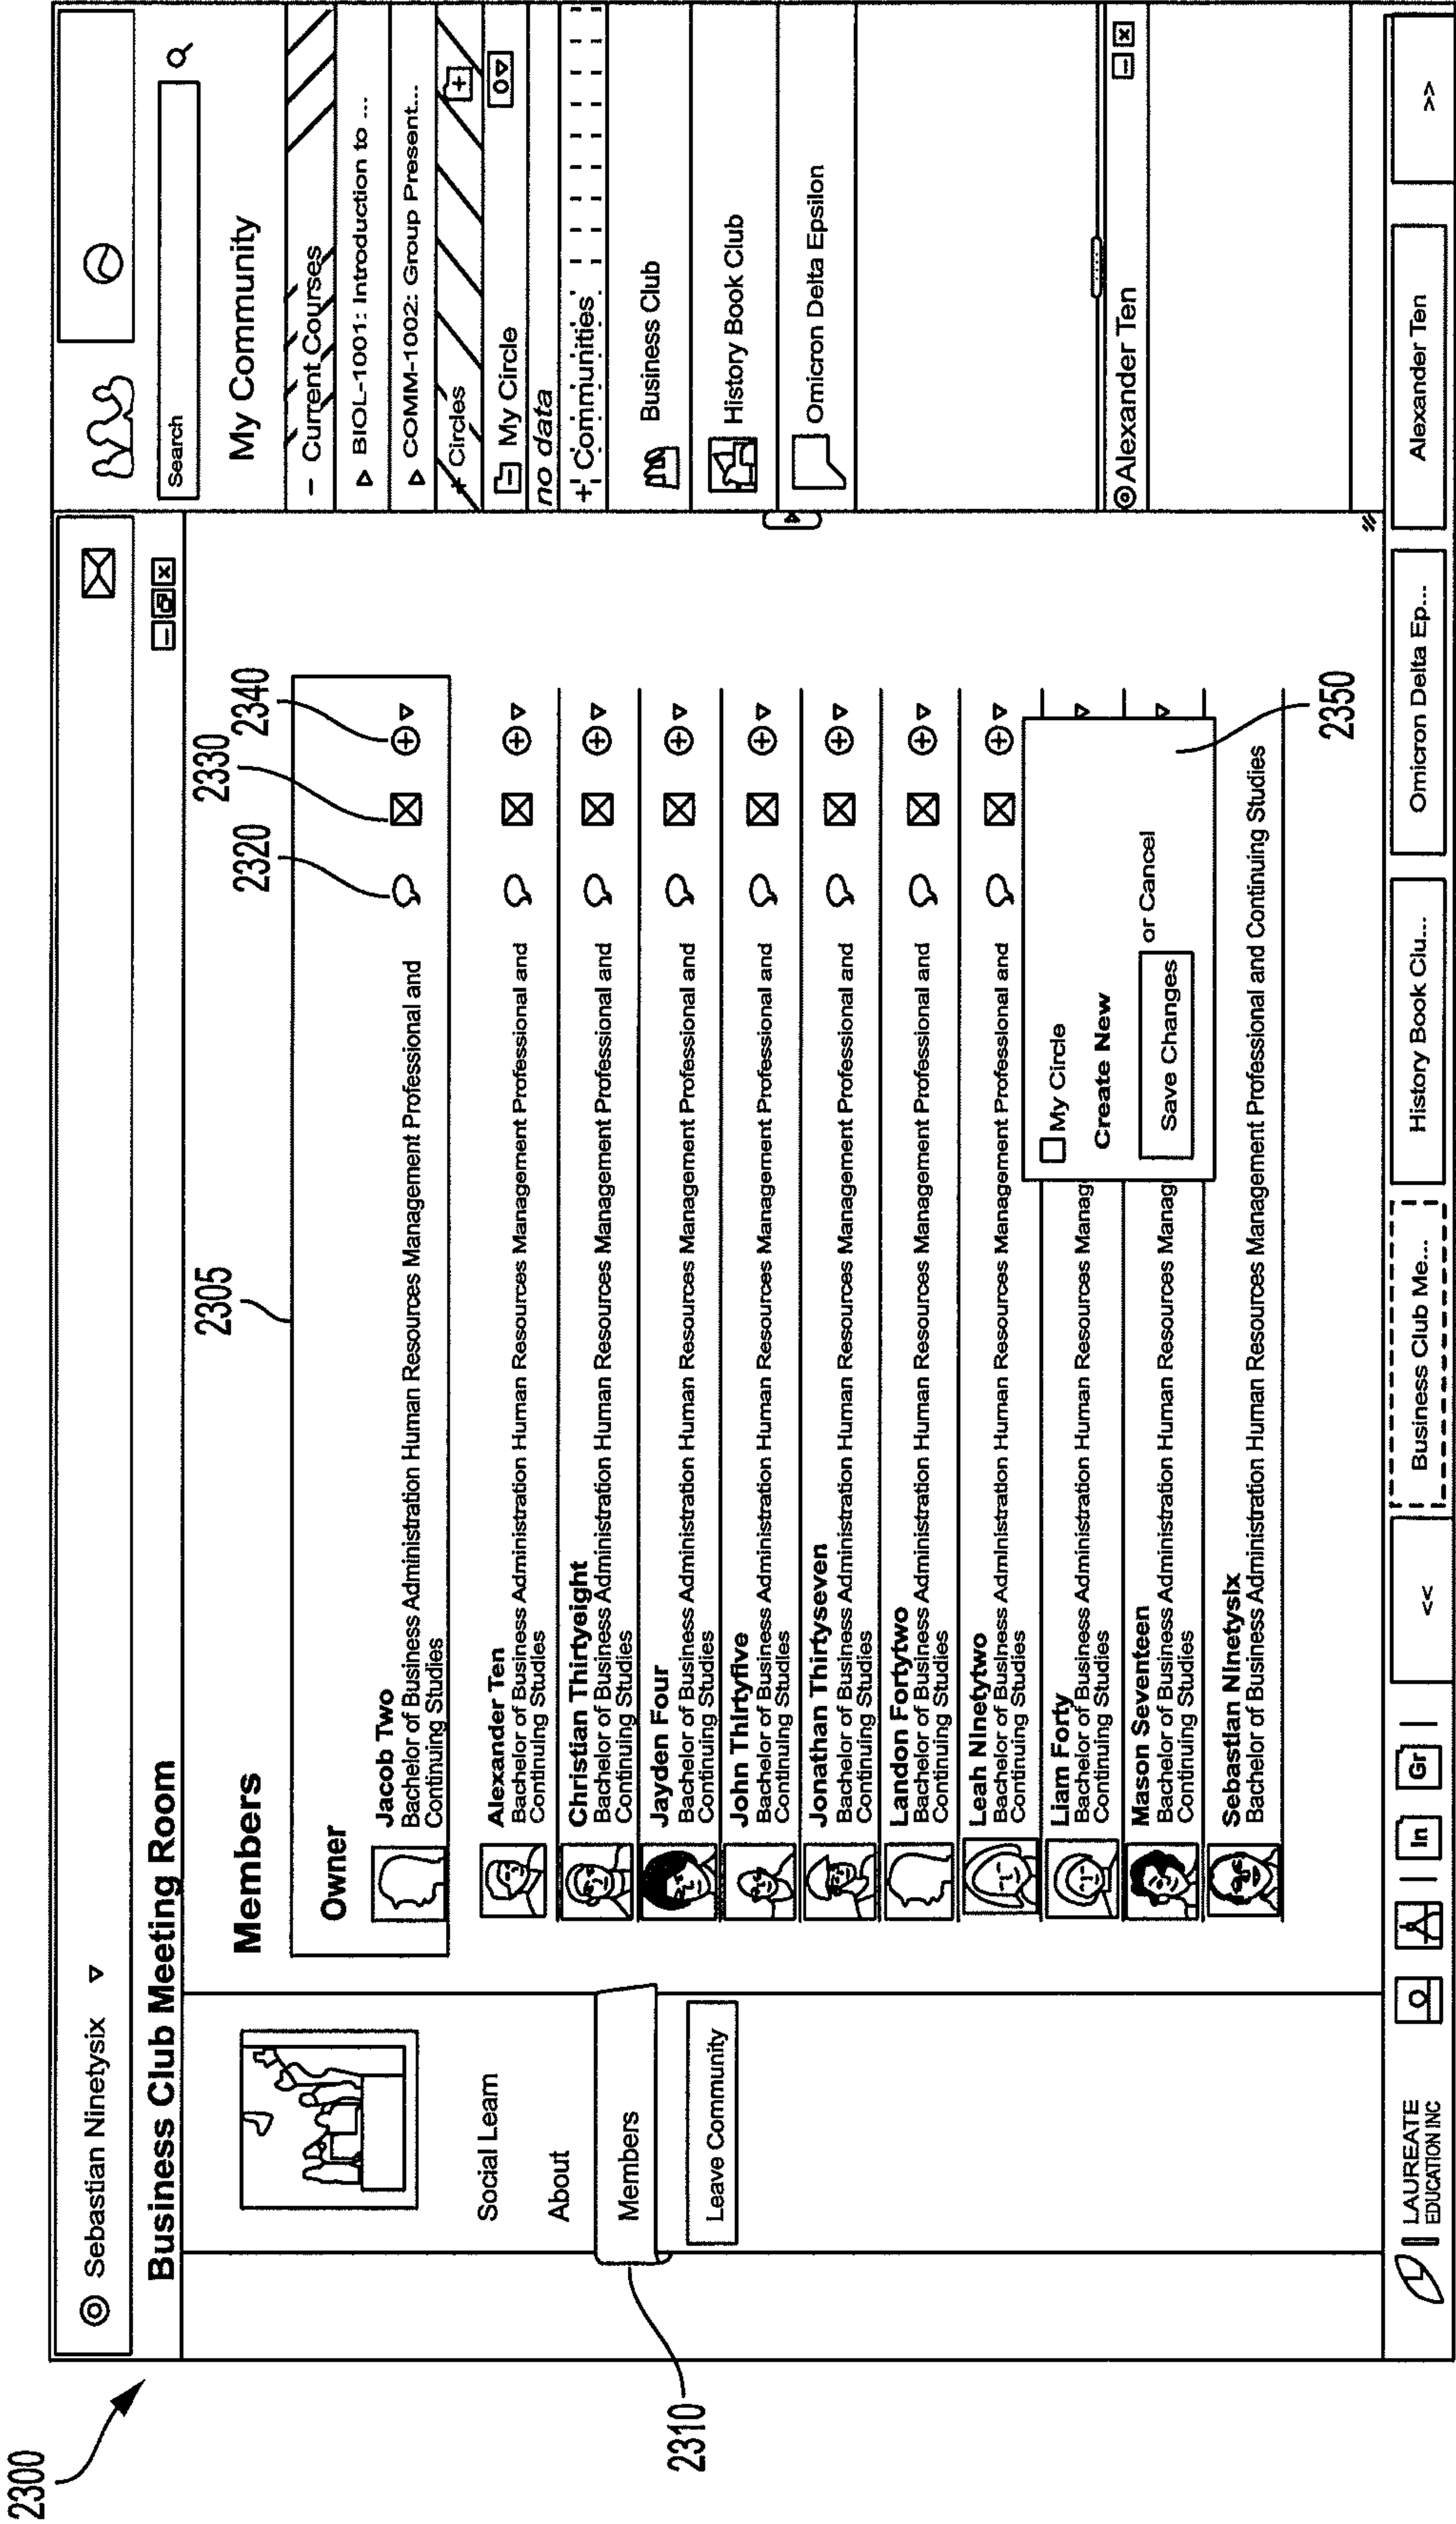 2300
Sebastian Ninetysix
Business Club Meeting Room
Social Learn
About
Members
Leave Community
2310
Members
2305
Owner
Jacob Two
Bachelor of Business Administration Human Resources Management Professional and
Continuing Studies
2320
2330
2340
Alexander Ten
Bachelor of Business Administration Human Resources Management Professional and
Continuing Studies
Christian Thirtyeight
Bachelor of Business Administration Human Resources Management Professional and
Continuing Studies
Jayden Four
Bachelor of Business Administration Human Resources Management Professional and
Continuing Studies
John Thirtyfive
Bachelor of Business Administration Human Resources Management Professional and
Continuing Studies
Jonathan Thirtyseven
Bachelor of Business Administration Human Resources Management Professional and
Continuing Studies
Landon Fortytwo
Bachelor of Business Administration Human Resources Management Professional and
Continuing Studies
Leah Ninetytwo
Bachelor of Business Administration Human Resources Management Professional and
Continuing Studies
Liam Forty
Bachelor of Business Administration Human Resources Manag
Continuing Studies
Mason Seventeen
Bachelor of Business Administration Human Resources Manag
Continuing Studies
Sebastian Ninetysix
Bachelor of Business Administration Human Resources Management Professional and Continuing Studies
My Circle
Create New
Save Changes or Cancel
2350
Search
My Community
- Current Courses
BIOL-1001: Introduction to ...
COMM-1002: Group Present...
+ Circles
My Circle
no data
+ Communities
Business Club
History Book Club
Omicron Delta Epsilon
Alexander Ten
LAUREATE
EDUCATION INC
In
Gr
<<
Business Club Me...
History Book Clu...
Omicron Delta Ep...
Alexander Ten
>>